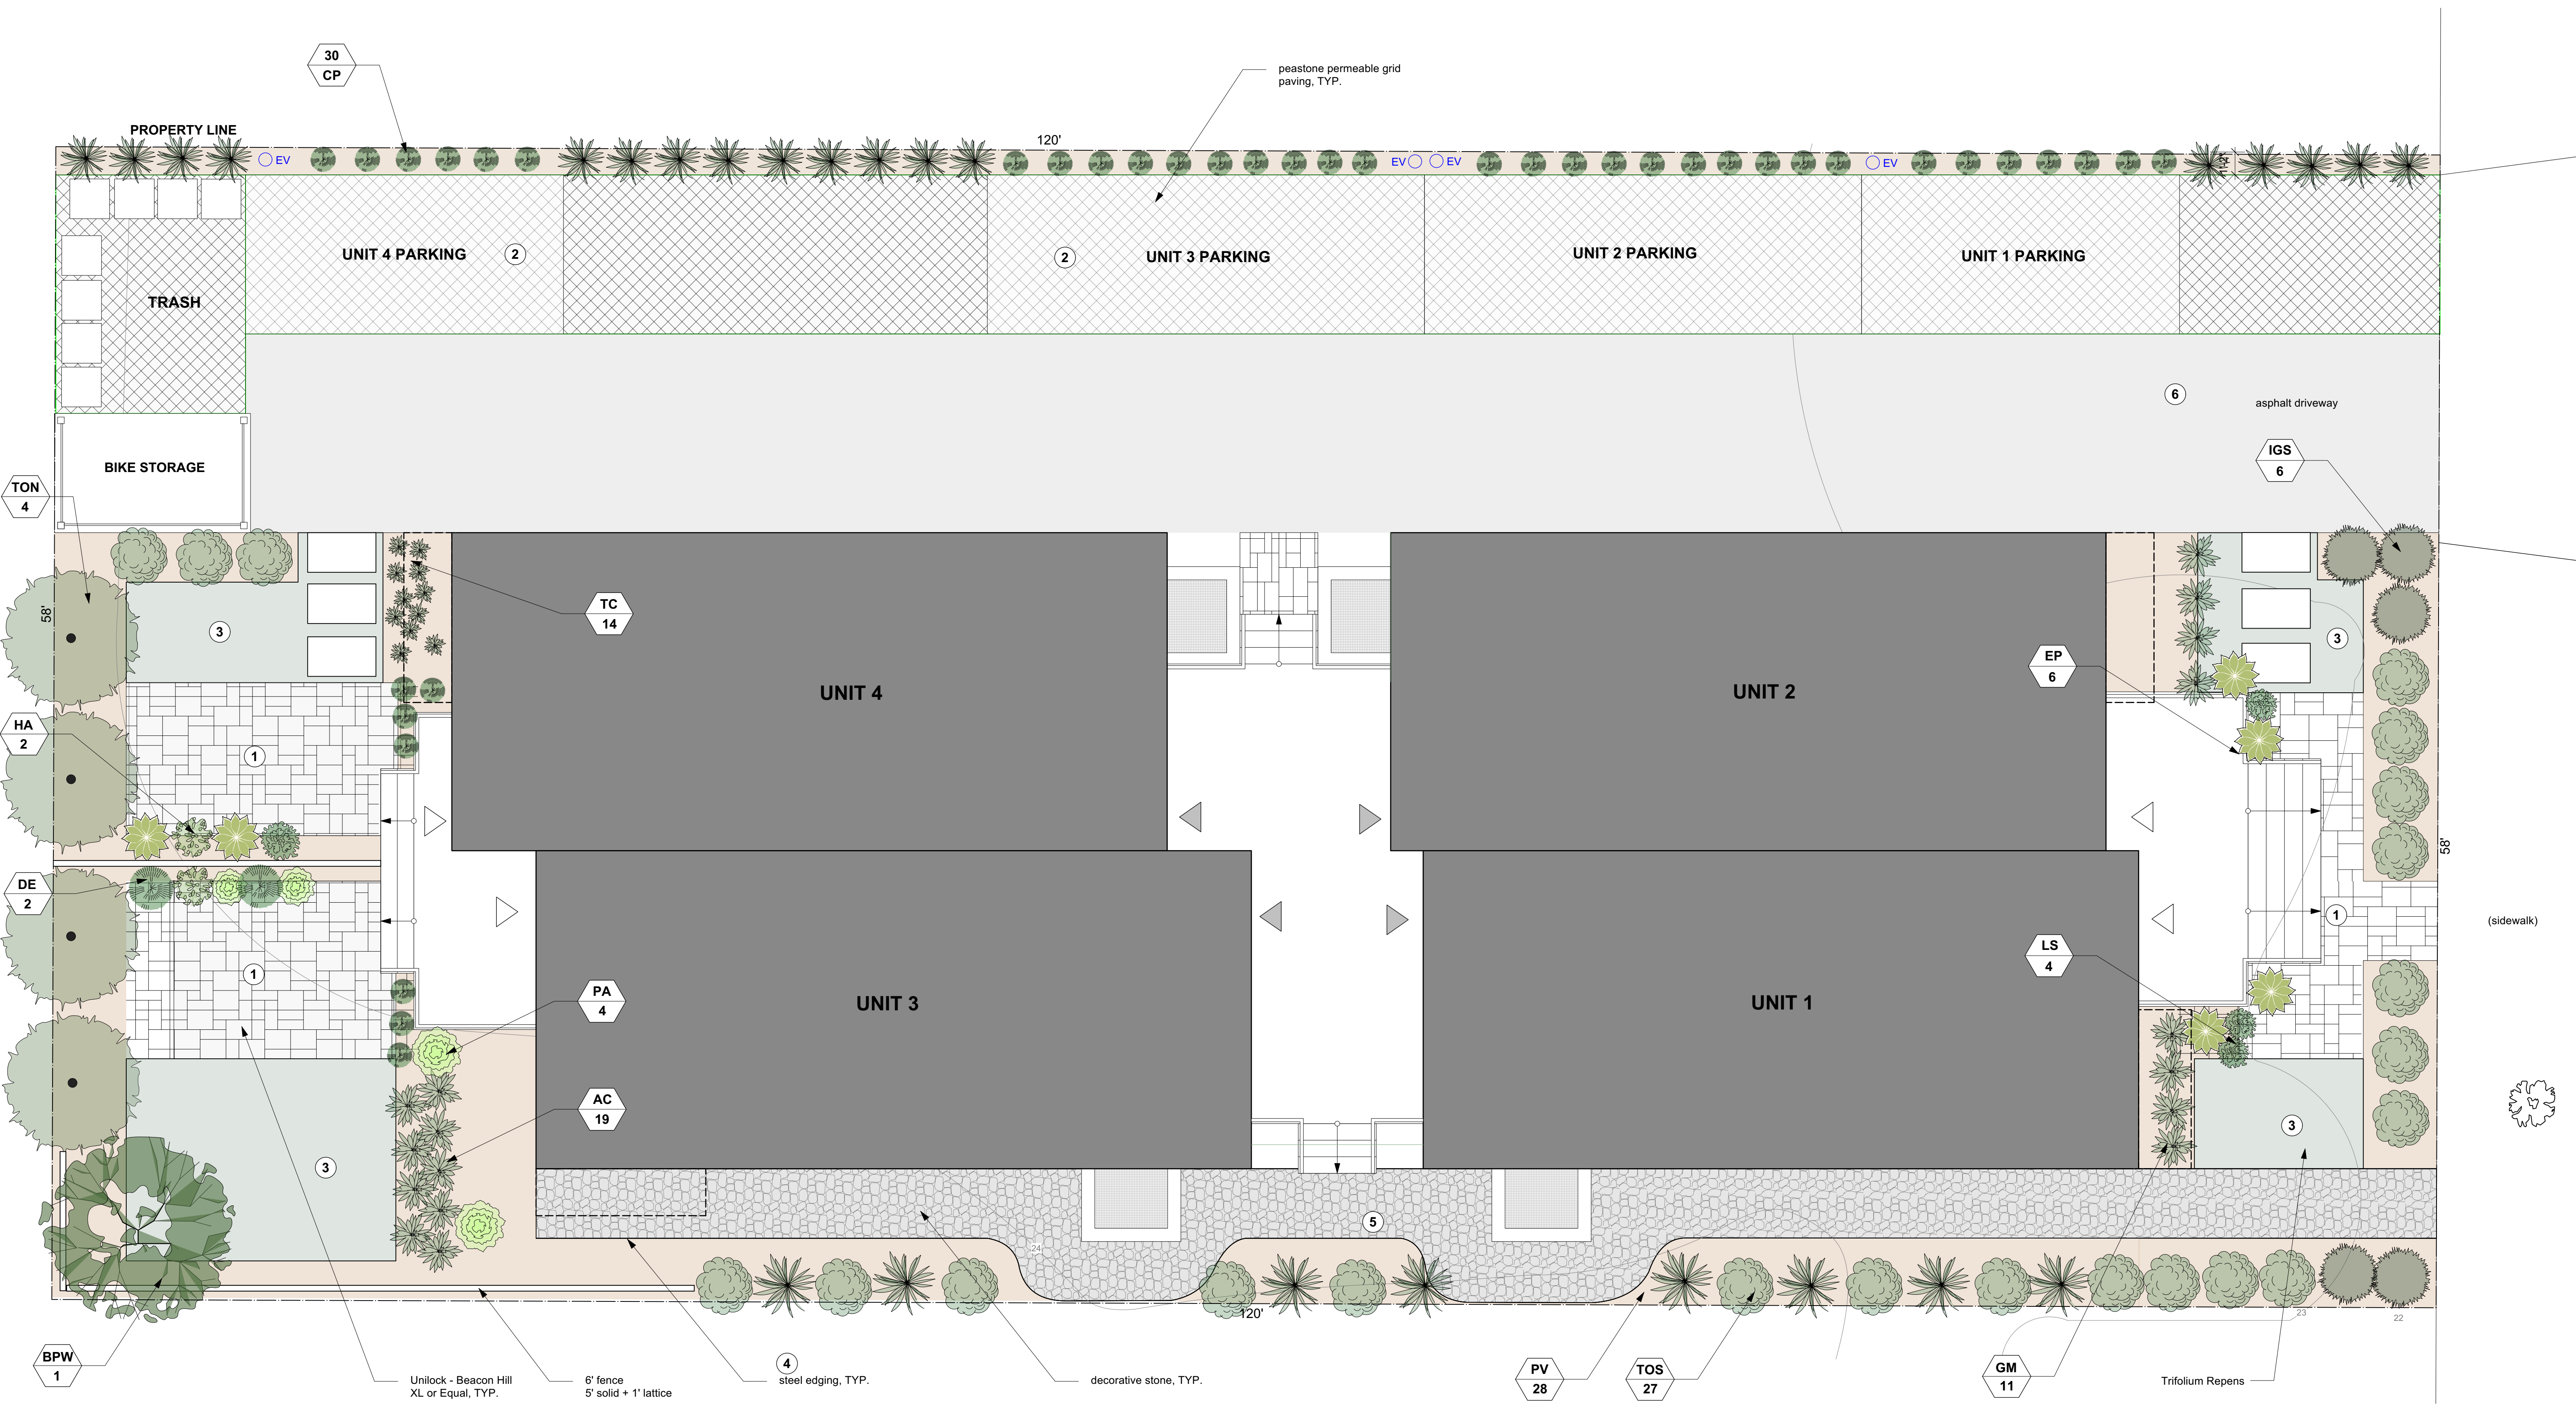 30
CP
peastone permeable grid
paving, TYP.
PROPERTY LINE
120'
EV
EV
EV
EV
UNIT 4 PARKING
2
2
UNIT 3 PARKING
UNIT 2 PARKING
UNIT 1 PARKING
TRASH
6
asphalt driveway
BIKE STORAGE
IGS
6
TON
4
58'
TC
14
3
3
EP
6
UNIT 4
UNIT 2
HA
2
1
58'
DE
2
1
(sidewalk)
LS
4
1
PA
4
UNIT 3
UNIT 1
AC
19
3
3
5
24
120'
23
22
BPW
1
Unilock - Beacon Hill
XL or Equal, TYP.
6' fence
5' solid + 1' lattice
4
steel edging, TYP.
decorative stone, TYP.
PV
28
TOS
27
GM
11
Trifolium Repens